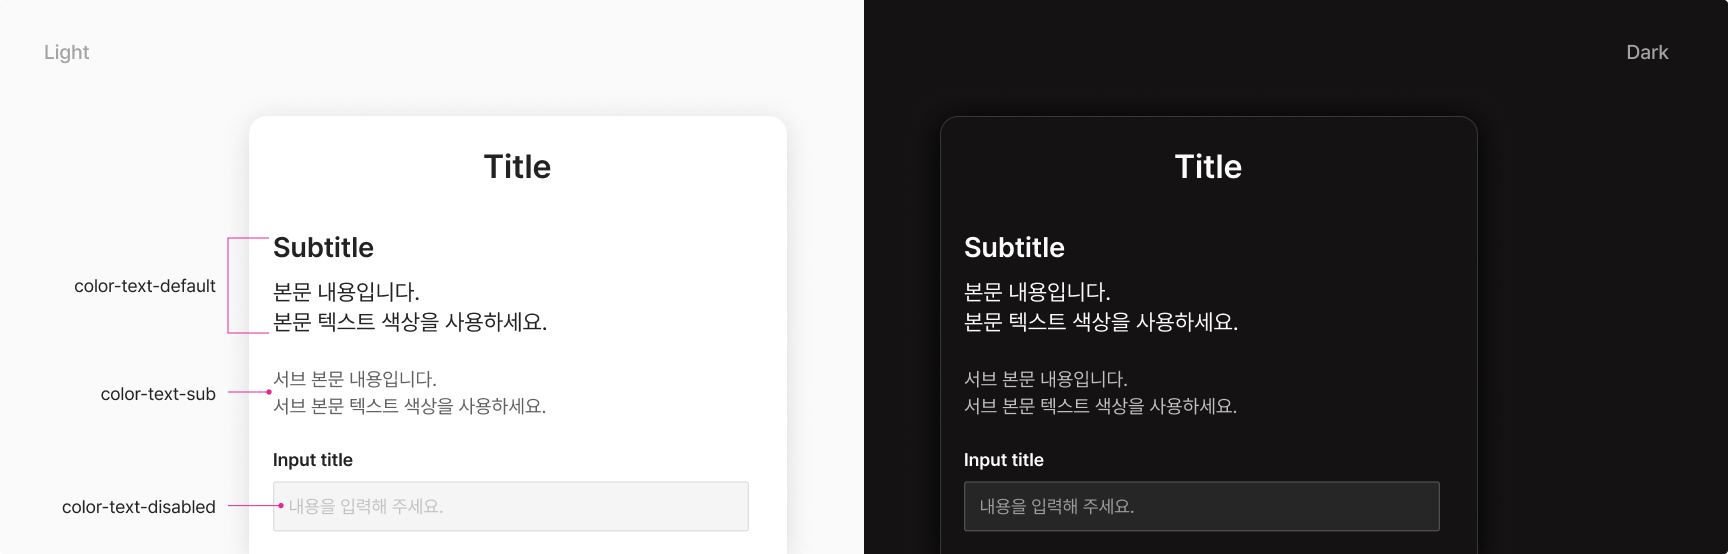 Light
Title
color-text-default
Subtitle
본문 내용입니다.
본문 텍스트 색상을 사용하세요.
color-text-sub
서브 본문 내용입니다.
서브 본문 텍스트 색상을 사용하세요.
Input title
color-text-disabled
내용을 입력해 주세요.
Dark
Title
Subtitle
본문 내용입니다.
본문 텍스트 색상을 사용하세요.
서브 본문 내용입니다.
서브 본문 텍스트 색상을 사용하세요.
Input title
내용을 입력해 주세요.